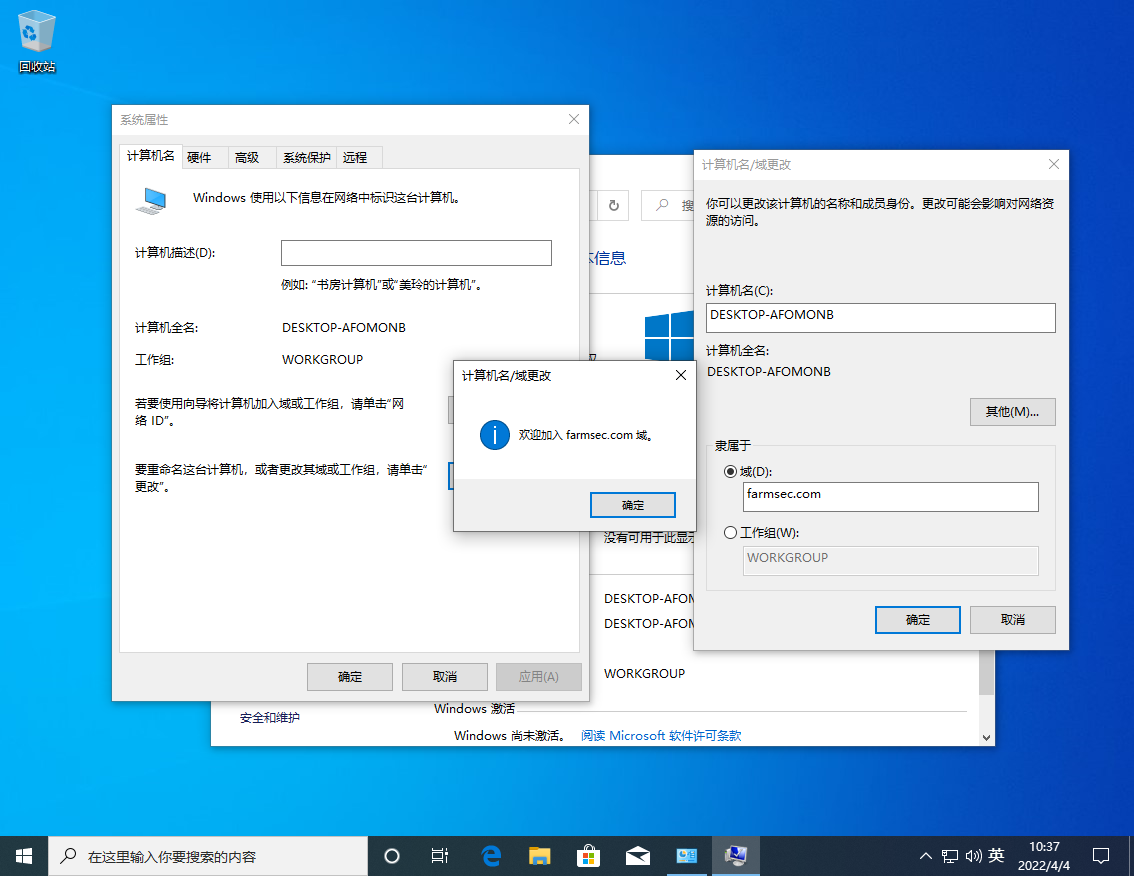 回收站
系统属性
计算机名
硬件
高级
系统保护
远程
Windows 使用以下信息在网络中标识这台计算机。
计算机描述(D):
例如: “书房计算机”或“美玲的计算机”。
计算机全名:
DESKTOP-AFOMONB
工作组:
WORKGROUP
若要使用向导将计算机加入域或工作组，请单击“网
络 ID”。
要重命名这台计算机，或者更改其域或工作组，请单击“
更改”。
确定
取消
应用(A)
搜
信息
没有可用于此显示
DESKTOP-AFOM
DESKTOP-AFOM
WORKGROUP
安全和维护
Windows 激活
Windows 尚未激活。
阅读 Microsoft 软件许可条款
计算机名/域更改
欢迎加入 farmsec.com 域。
确定
计算机名/域更改
你可以更改该计算机的名称和成员身份。更改可能会影响对网络资
源的访问。
计算机名(C):
DESKTOP-AFOMONB
计算机全名:
DESKTOP-AFOMONB
其他(M)...
隶属于
域(D):
farmsec.com
工作组(W):
WORKGROUP
确定
取消
在这里输入你要搜索的内容
英
10:37
2022/4/4